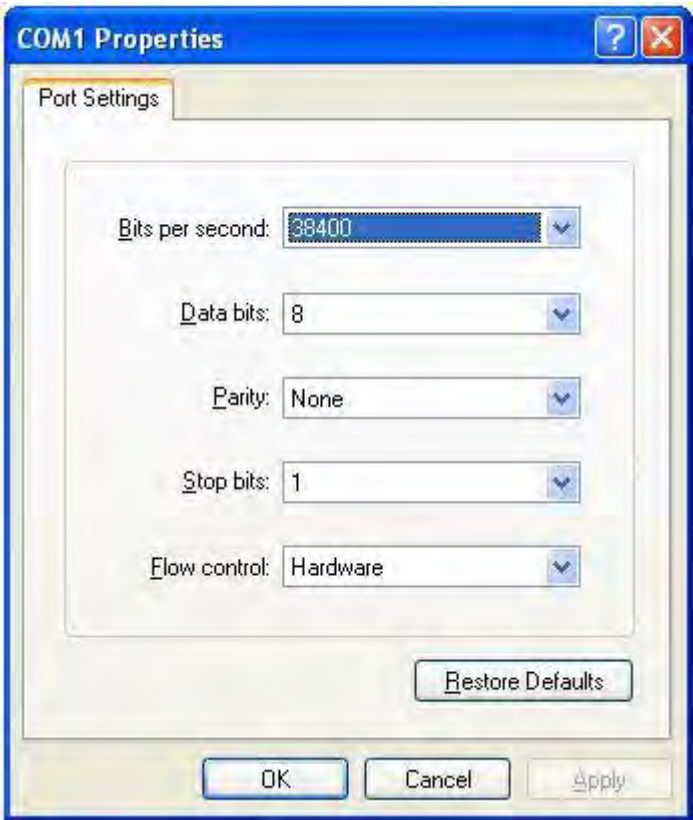 COM1 Properties
Port Settings
Bits per second: 38400
Data bits: 8
Parity: None
Stop bits: 1
Flow control: Hardware
Restore Defaults
OK Cancel Apply